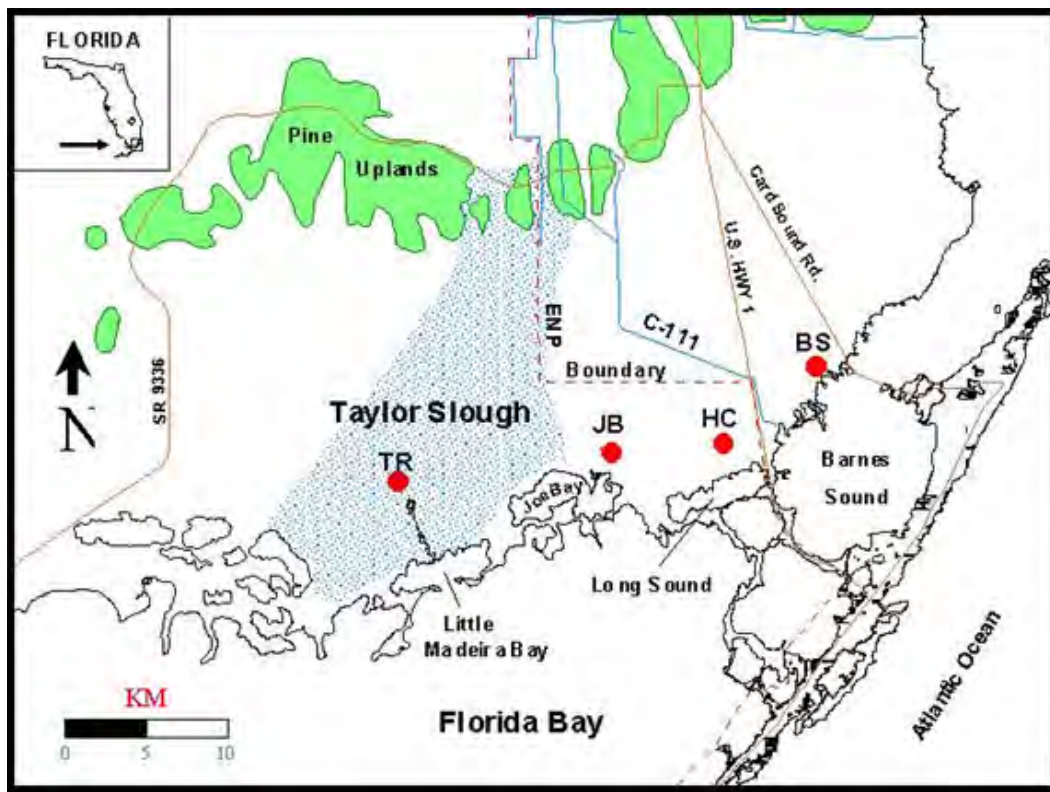 FLORIDA
Pine
Uplands
Card Sound Rd.
U.S. HWY 1
ENP
C-111
BS
Boundary
SR 9336
N
Taylor Slough
JB
HC
TR
Barnes
Sound
Joe Bay
Long Sound
Little
Madeira Bay
KM
0 5 10
Florida Bay
Atlantic Ocean